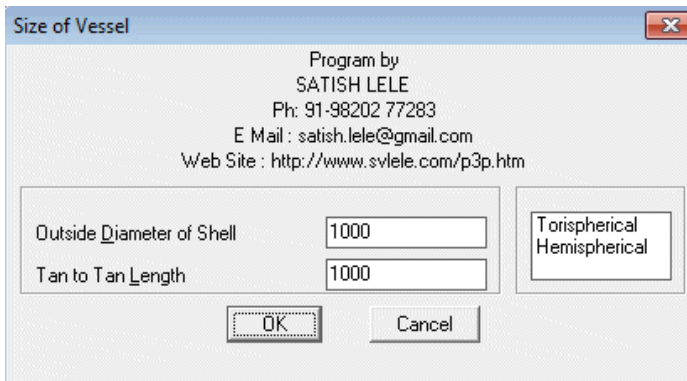 Size of Vessel
Program by
SATISH LELE
Ph: 91-98202 77283
E Mail : satish.lele@gmail.com
Web Site : http://www.svlele.com/p3p.htm
Outside Diameter of Shell
1000
Tan to Tan Length
1000
Torispherical
Hemispherical
OK
Cancel